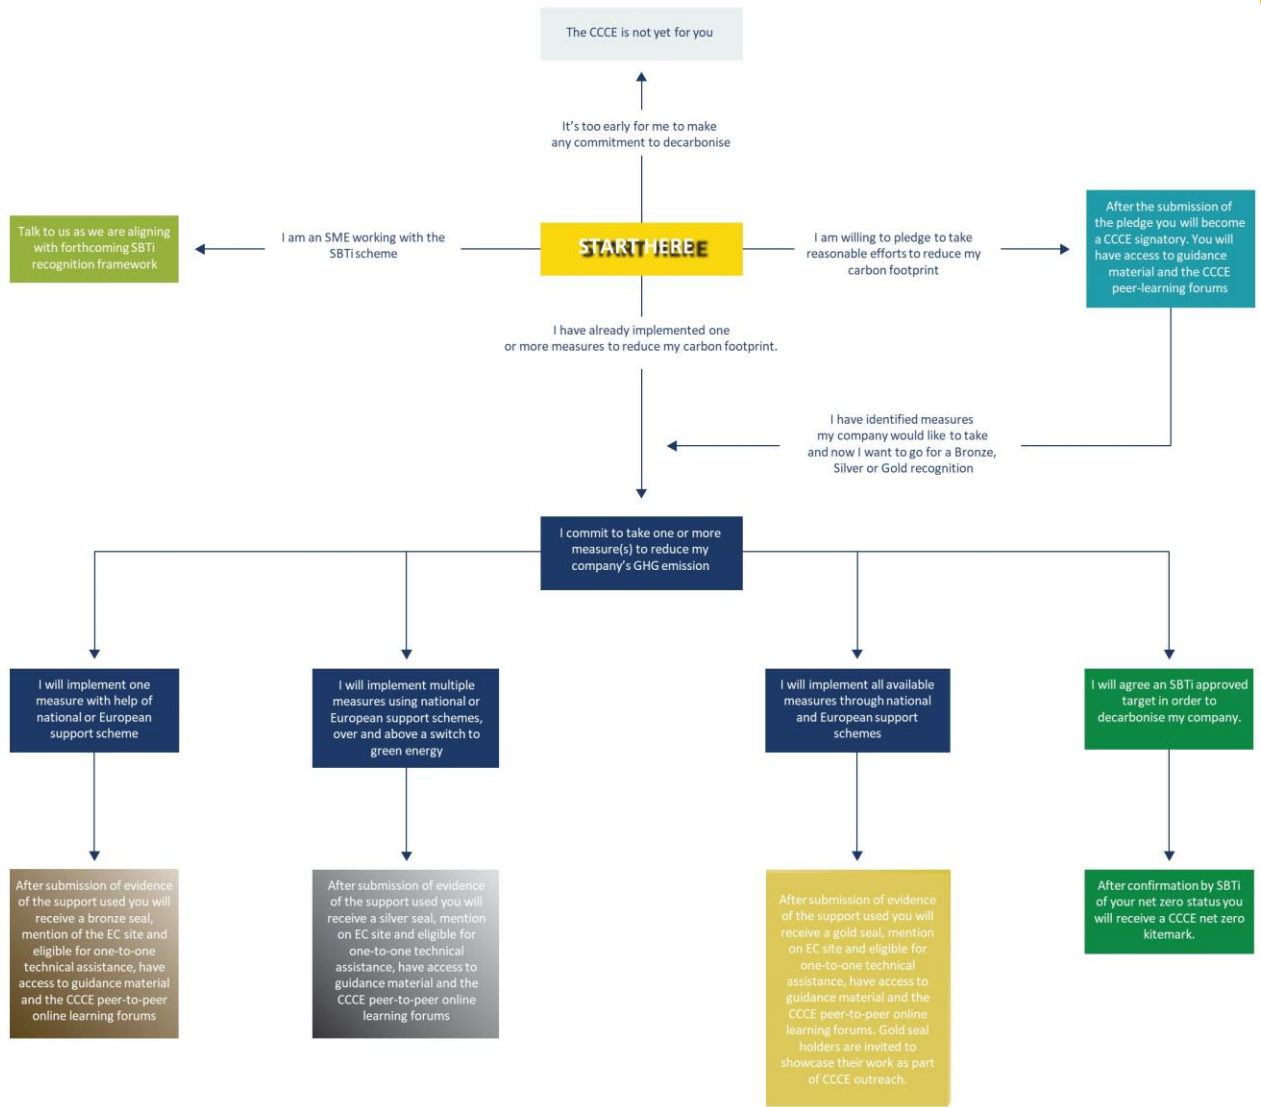 The CCCE is not yet for you
It's too early for me to make
any commitment to decarbonise
Talk to us as we are aligning
with forthcoming SBTi
recognition framework
I am an SME working with the
SBTi scheme
START HERE
I am willing to pledge to take
reasonable efforts to reduce my
carbon footprint
After the submission of
the pledge you will become
a CCCE signatory. You will
have access to guidance
material and the CCCE
peer-learning forums
I have already implemented one
or more measures to reduce my carbon footprint.
I have identified measures
my company would like to take
and now I want to go for a Bronze,
Silver or Gold recognition
I commit to take one or more
measure(s) to reduce my
company's GHG emission
I will implement one
measure with help of
national or European
support scheme
I will implement multiple
measures using national or
European support schemes,
over and above a switch to
green energy
I will implement all available
measures through national
and European support
schemes
I will agree an SBTi approved
target in order to
decarbonise my company.
After submission of evidence
of the support used you will
receive a bronze seal,
mention of the EC site and
eligible for one-to-one
technical assistance, have
access to guidance material
and the CCCE peer-to-peer
online learning forums
After submission of evidence
of the support used you will
receive a silver seal, mention
on EC site and eligible for
one-to-one technical
assistance, have access to
guidance material and the
CCCE peer-to-peer online
learning forums
After submission of evidence
of the support used you will
receive a gold seal, mention
on EC site and eligible for
one-to-one technical
assistance, have access to
guidance material and the
CCCE peer-to-peer online
learning forums. Gold seal
holders are invited to
showcase their work as part
of CCCE outreach.
After confirmation by SBTi
of your net zero status you
will receive a CCCE net zero
kitemark.